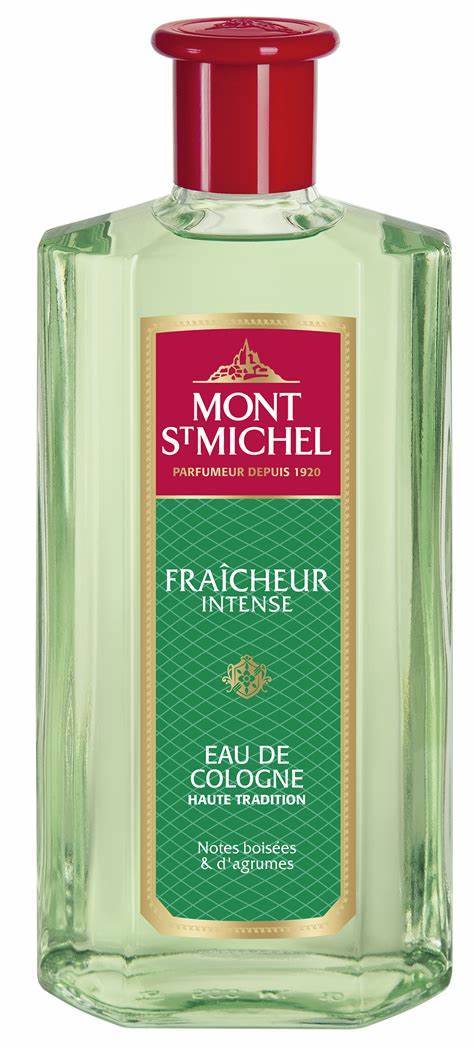 MONT
ST MICHEL
PARFUMEUR DEPUIS 1920
FRAÎCHEUR
INTENSE
EAU DE
COLOGNE
HAUTE TRADITION
Notes boisées
& d'agrumes